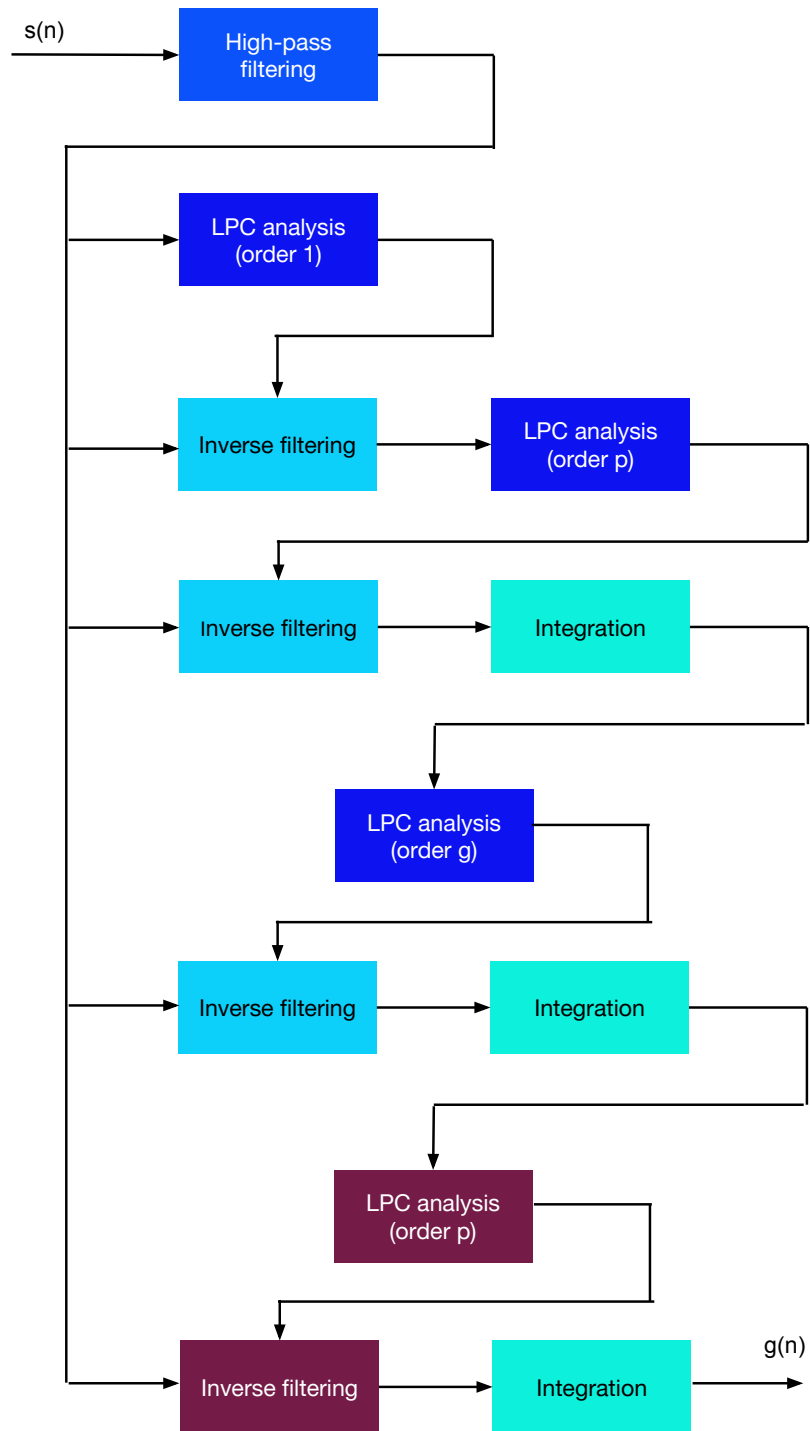 s(n)
High-pass
filtering
LPC analysis
(order 1)
Inverse filtering
LPC analysis
(order p)
Inverse filtering
Integration
LPC analysis
(order g)
Inverse filtering
Integration
LPC analysis
(order p)
Inverse filtering
Integration
g(n)